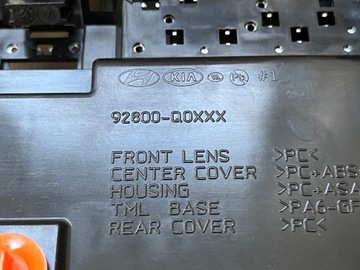 KIA #1
92800-Q0XXX
FRONT LENS >PC<
CENTER COVER >PC+ABS
HOUSING >PC+ASA
TML BASE >PA6-GF
REAR COVER >PC<